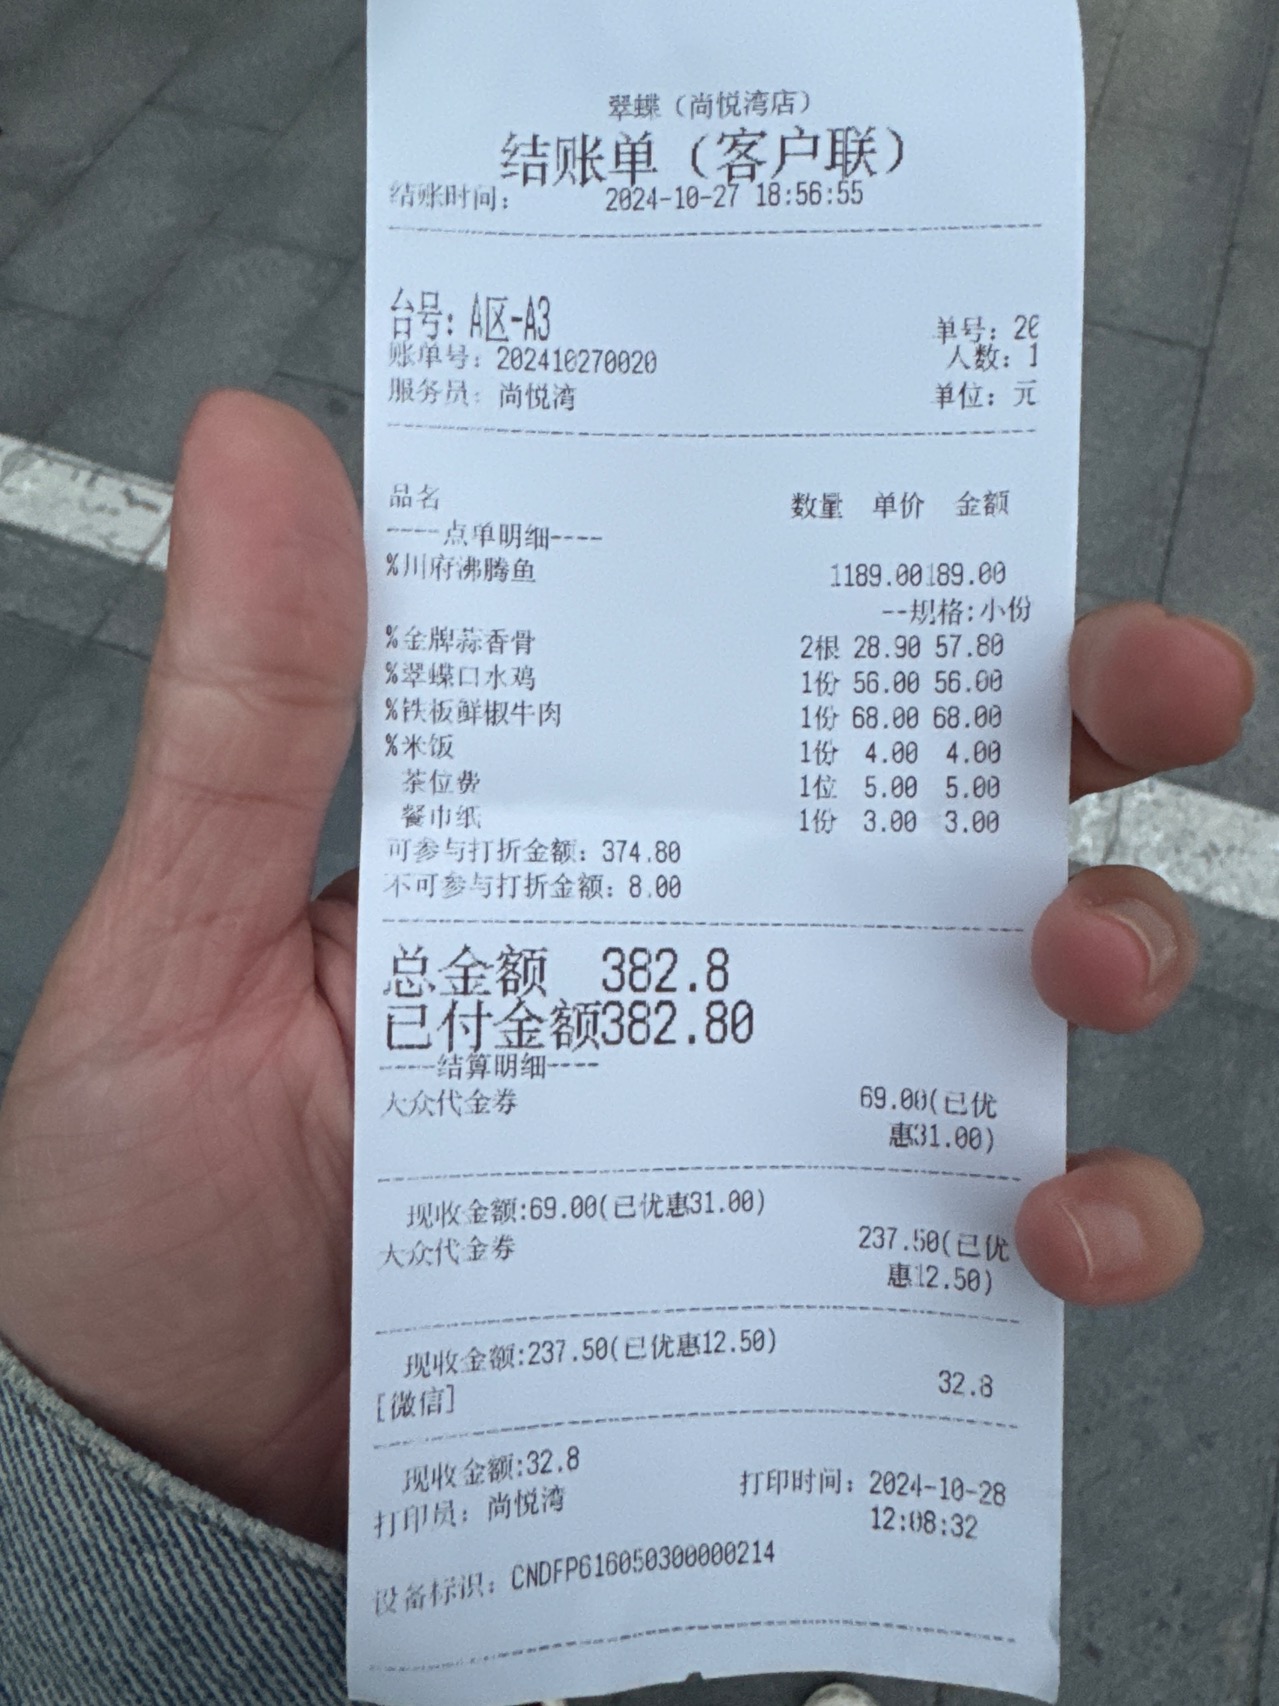 翠蝶（尚悦湾店）
结账单（客户联）
结账时间： 2024-10-27 18:56:55
台号：A区-A3
单号：20
账单号：202410270020
人数：1
服务员：尚悦湾
单位：元
品名 数量 单价 金额
----点单明细----
%川府沸腾鱼 1189.00189.00
--规格:小份
%金牌蒜香骨 2根 28.90 57.80
%翠蝶口水鸡 1份 56.00 56.00
%铁板鲜椒牛肉 1份 68.00 68.00
%米饭 1份 4.00 4.00
茶位费 1位 5.00 5.00
餐巾纸 1份 3.00 3.00
可参与打折金额：374.80
不可参与打折金额：8.00
总金额 382.8
已付金额382.80
----结算明细----
大众代金券 69.00(已优
惠31.00)
现收金额:69.00(已优惠31.00)
大众代金券 237.50(已优
惠12.50)
现收金额:237.50(已优惠12.50)
[微信] 32.8
现收金额:32.8
打印员：尚悦湾 打印时间：2024-10-28
12:08:32
设备标识：CNDFP616050300000214